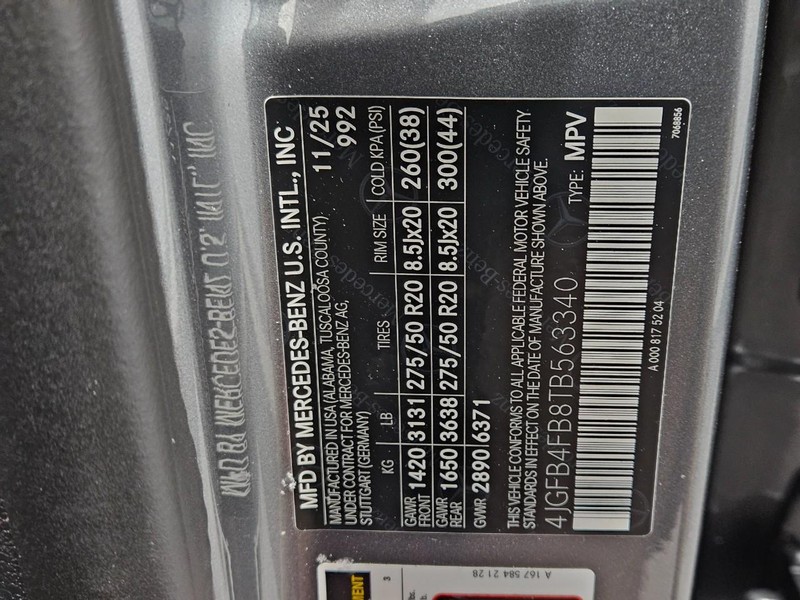 MFD BY MERCEDES-BENZ U.S. INTL., INC
MANUFACTURED IN USA (ALABAMA, TUSCALOOSA COUNTY) 11/25
UNDER CONTRACT FOR MERCEDES-BENZ AG, 992
STUTTGART (GERMANY)
KG LB TIRES RIM SIZE COLD KPA(PSI)
GAWR FRONT 1420 3131 275/50 R20 8.5Jx20 260(38)
GAWR REAR 1650 3638 275/50 R20 8.5Jx20 300(44)
GWR 2890 6371
THIS VEHICLE CONFORMS TO ALL APPLICABLE FEDERAL MOTOR VEHICLE SAFETY
STANDARDS IN EFFECT ON THE DATE OF MANUFACTURE SHOWN ABOVE.
4JGFB4FB8TB563340 TYPE: MPV
A 000 817 52 04
7068856
A 167 584 21 28
3